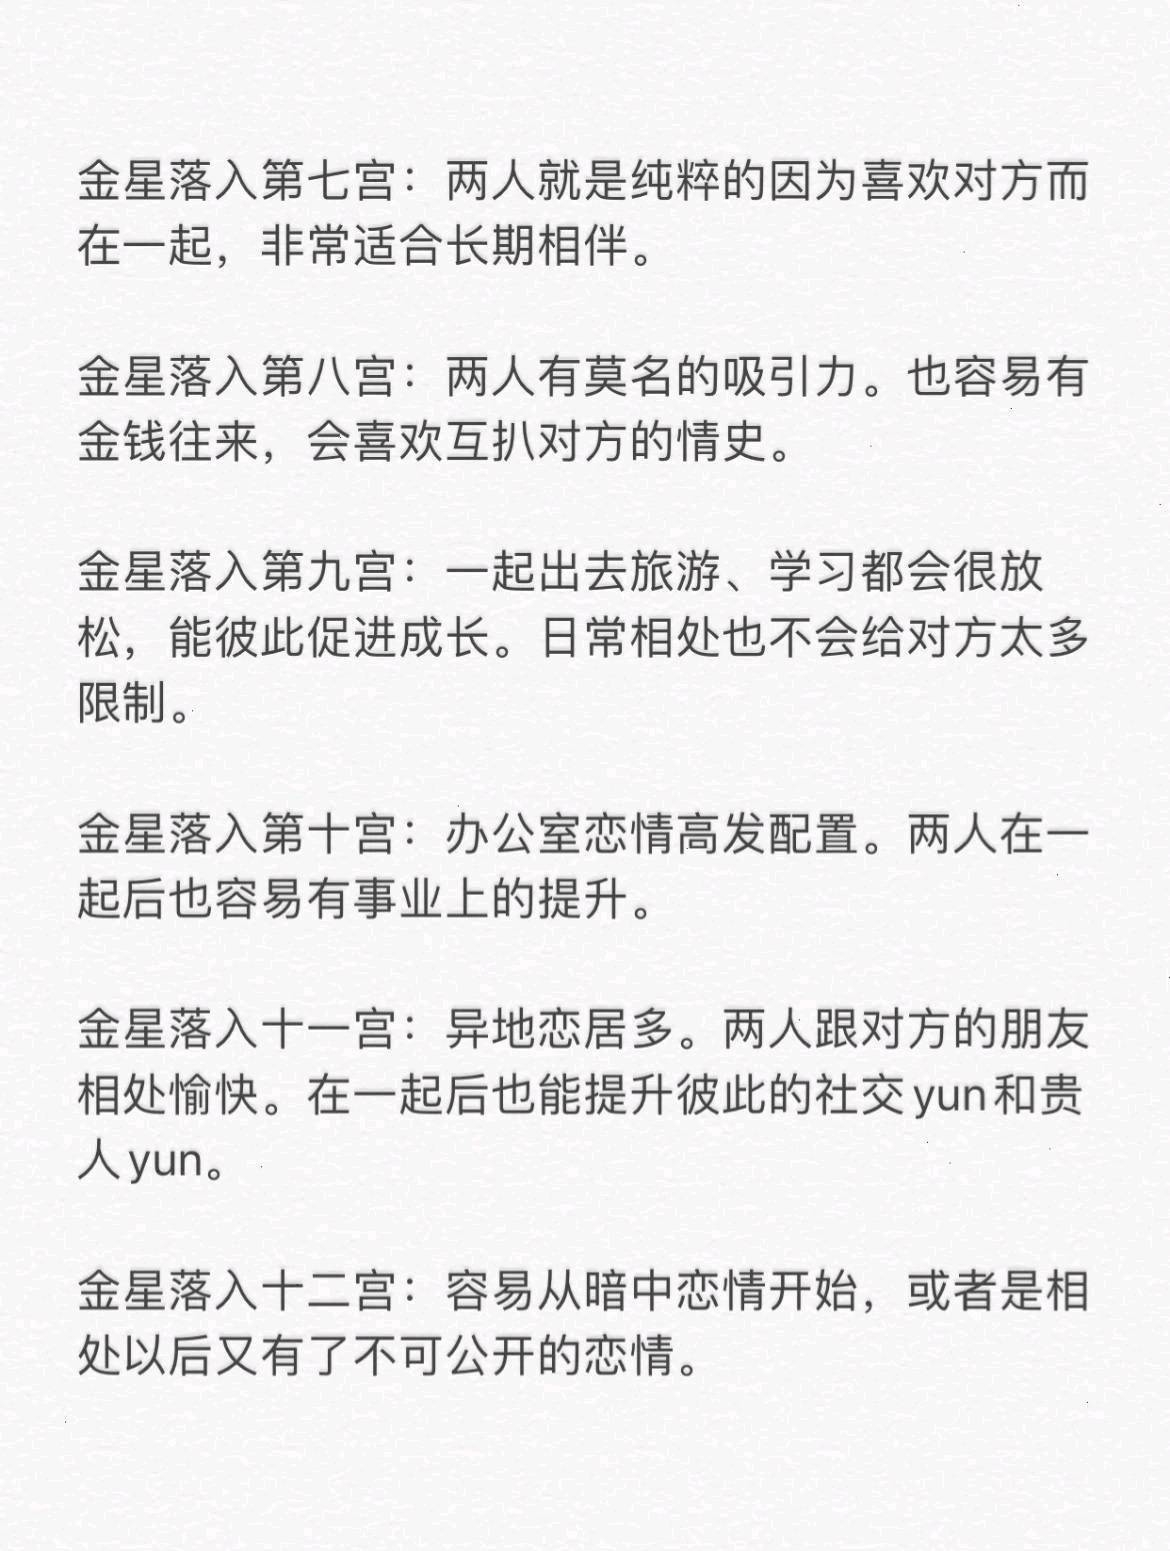 金星落入第七宫：两人就是纯粹的因为喜欢对方而
在一起，非常适合长期相伴。
金星落入第八宫：两人有莫名的吸引力。也容易有
金钱往来，会喜欢互扒对方的情史。
金星落入第九宫：一起出去旅游、学习都会很放
松，能彼此促进成长。日常相处也不会给对方太多
限制。
金星落入第十宫：办公室恋情高发配置。两人在一
起后也容易有事业上的提升。
金星落入十一宫：异地恋居多。两人跟对方的朋友
相处愉快。在一起后也能提升彼此的社交yun和贵
人yun。
金星落入十二宫：容易从暗中恋情开始，或者是相
处以后又有了不可公开的恋情。